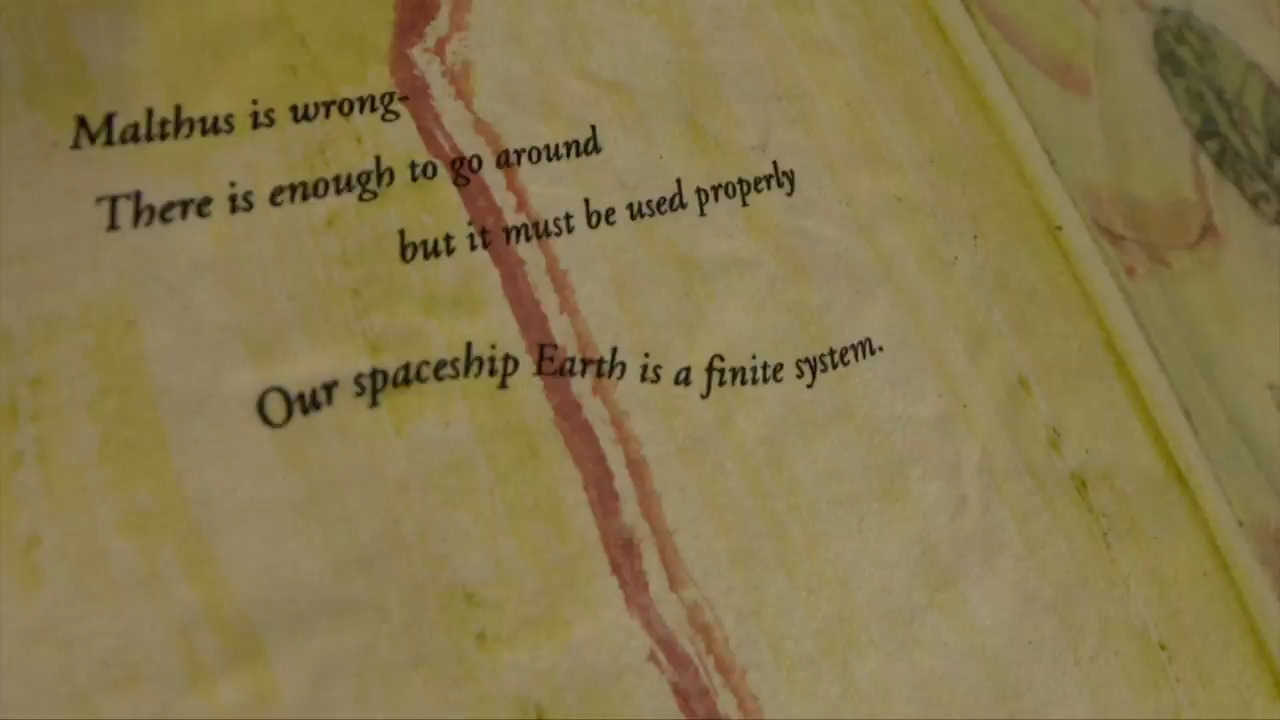 Malthus is wrong-
There is enough to go around
but it must be used properly
Our spaceship Earth is a finite system.